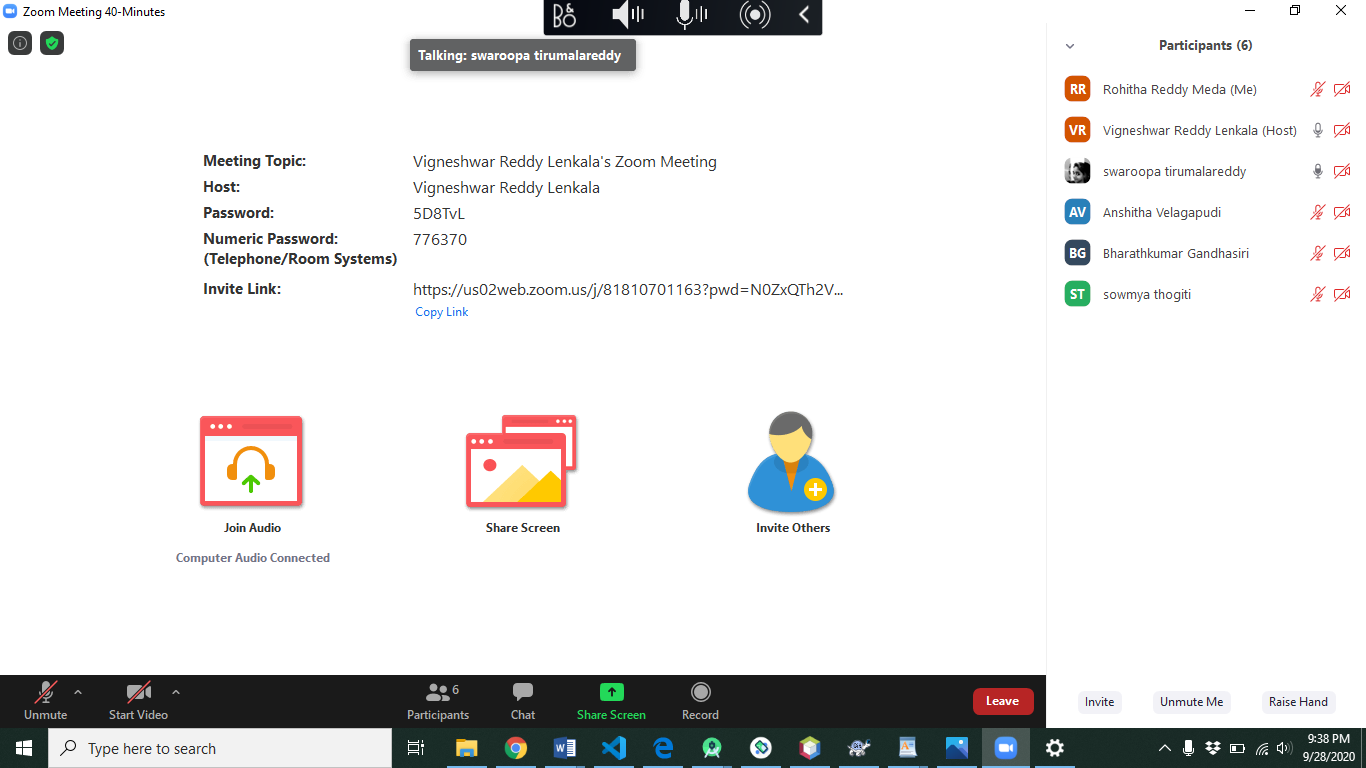 Zoom Meeting 40-Minutes
B&O
Talking: swaroopa tirumalareddy
Meeting Topic: Vigneshwar Reddy Lenkala's Zoom Meeting
Host: Vigneshwar Reddy Lenkala
Password: 5D8TvL
Numeric Password: 776370
(Telephone/Room Systems)
Invite Link: https://us02web.zoom.us/j/81810701163?pwd=N0ZxQTh2V...
Copy Link
Join Audio
Computer Audio Connected
Share Screen
Invite Others
Participants (6)
RR Rohitha Reddy Meda (Me)
VR Vigneshwar Reddy Lenkala (Host)
swaroopa tirumalareddy
AV Anshitha Velagapudi
BG Bharathkumar Gandhasiri
ST sowmya thogiti
Invite Unmute Me Raise Hand
Unmute Start Video Participants 6 Chat Share Screen Record Leave
Type here to search
9:38 PM
9/28/2020